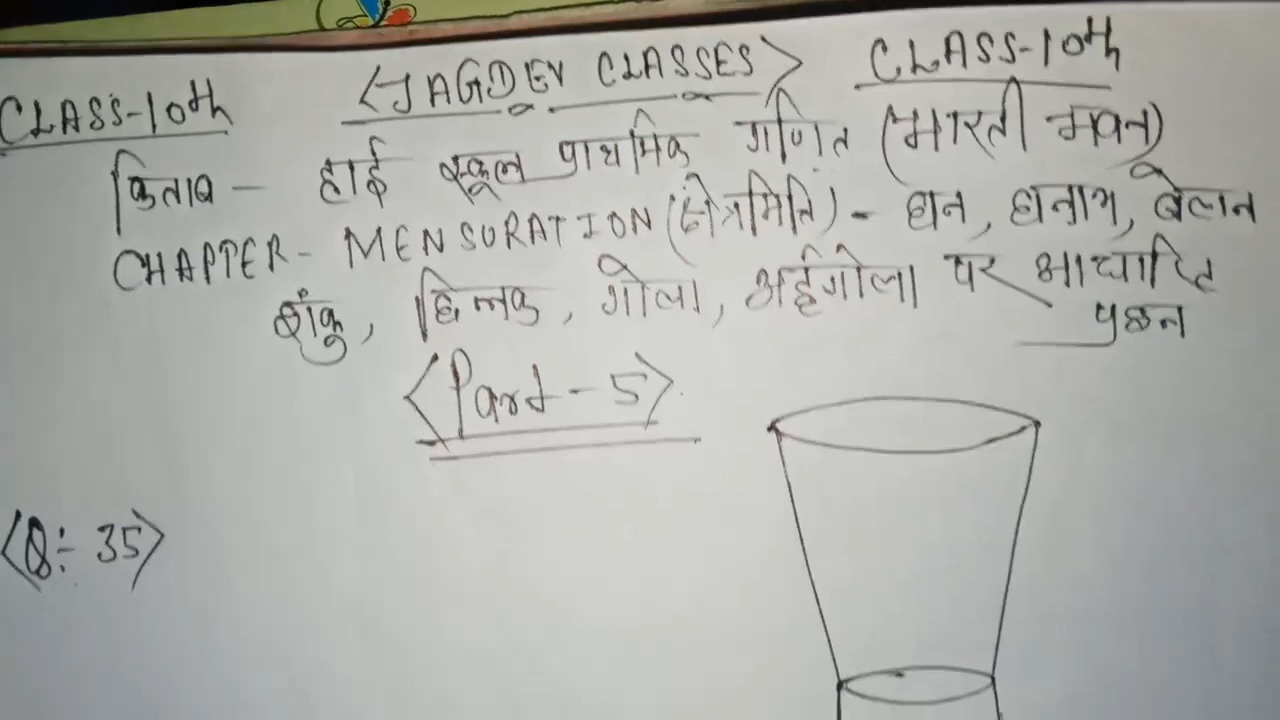 CLASS-10th <JAGDEV CLASSES> CLASS-10th
किताब - हाई स्कूल प्राथमिक गणित (भारती भवन)
CHAPTER - MENSURATION (क्षेत्रमिति) - घन, घनाभ, बेलन
शंकु, छिन्नक, गोला, अर्द्धगोला पर आधारित
प्रश्न
<Part - 5>
<Q÷ 35>